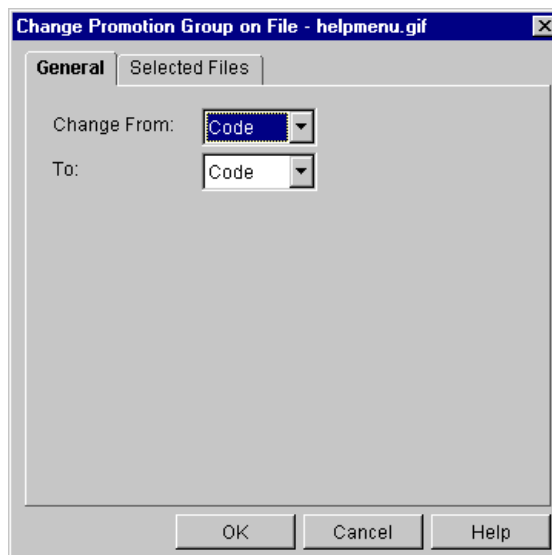 Change Promotion Group on File - helpmenu.gif
General Selected Files
Change From: Code
To: Code
OK Cancel Help